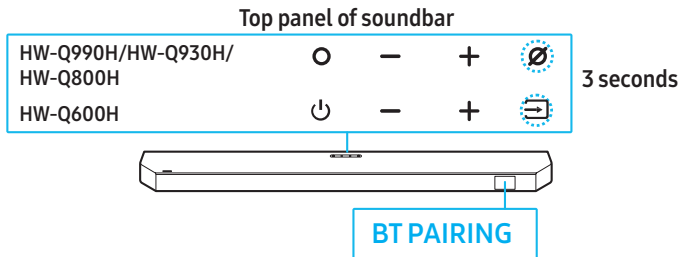 Top panel of soundbar
HW-Q990H/HW-Q930H/
HW-Q800H
3 seconds
HW-Q600H
BT PAIRING